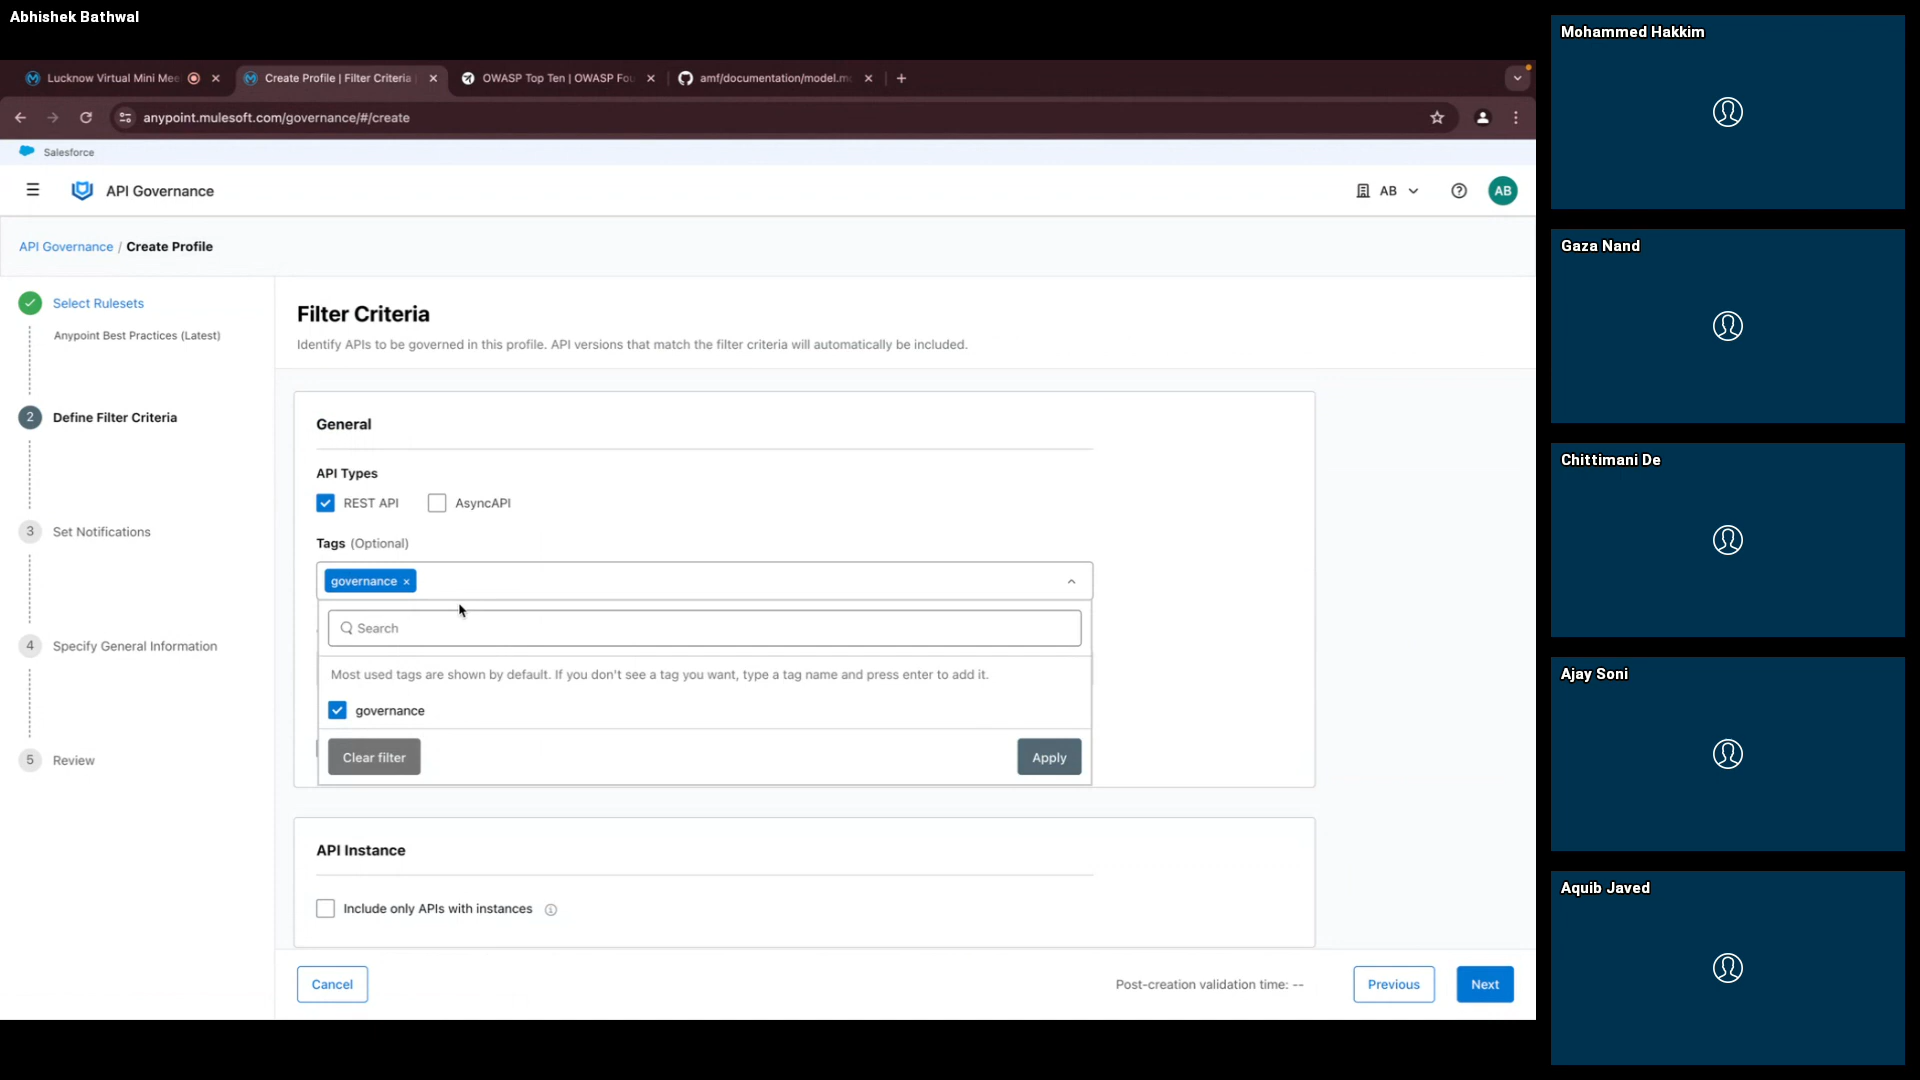 Abhishek Bathwal
Lucknow Virtual Mini Mee
Create Profile | Filter Criteria
OWASP Top Ten | OWASP Fou
amf/documentation/model.m
anypoint.mulesoft.com/governance/#/create
Salesforce
API Governance
AB
AB
API Governance / Create Profile
Select Rulesets
Anypoint Best Practices (Latest)
2 Define Filter Criteria
3 Set Notifications
4 Specify General Information
5 Review
Filter Criteria
Identify APIs to be governed in this profile. API versions that match the filter criteria will automatically be included.
General
API Types
REST API
AsyncAPI
Tags (Optional)
governance ×
Search
Most used tags are shown by default. If you don't see a tag you want, type a tag name and press enter to add it.
governance
Clear filter
Apply
API Instance
Include only APIs with instances
Cancel
Post-creation validation time: --
Previous
Next
Mohammed Hakkim
Gaza Nand
Chittimani De
Ajay Soni
Aquib Javed